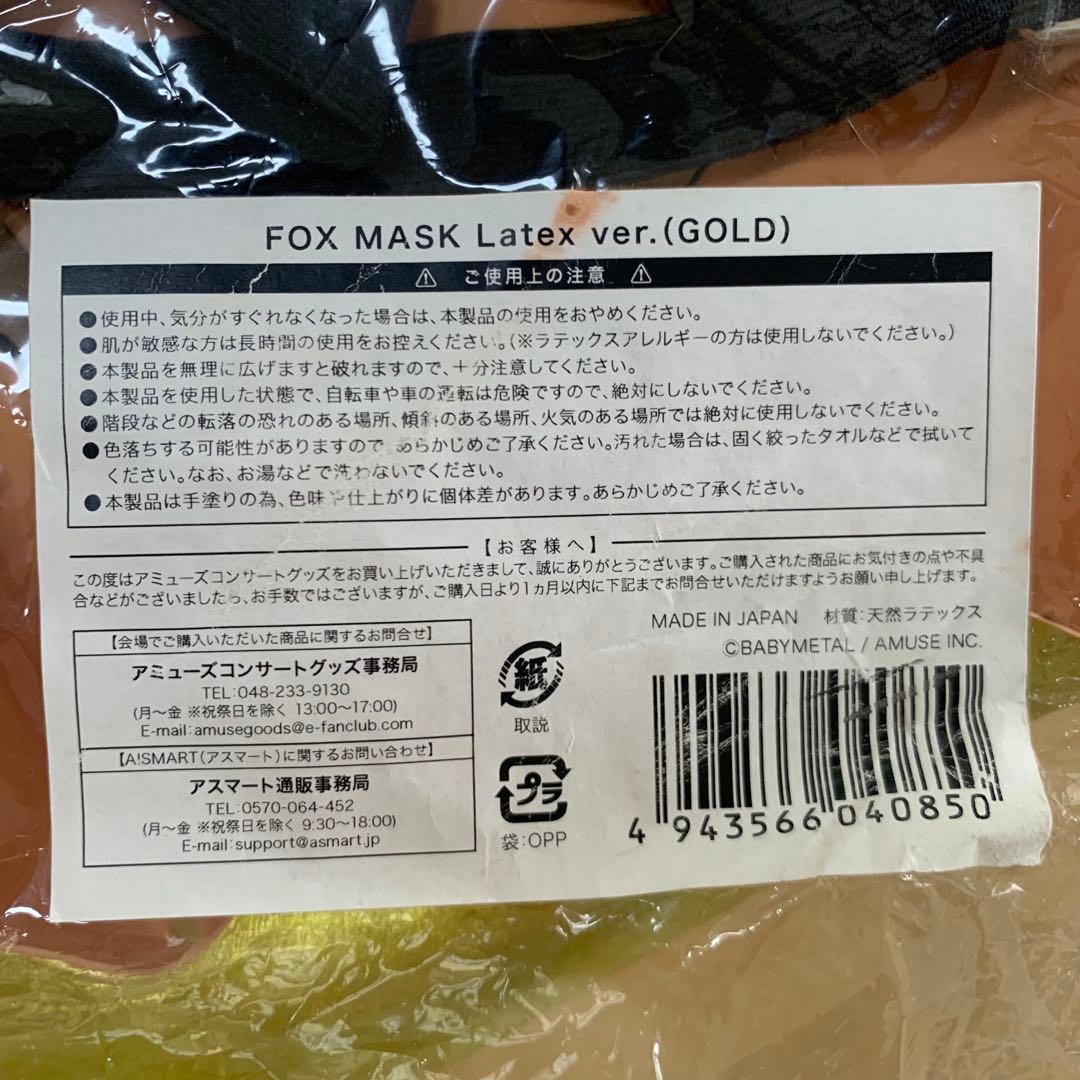 FOX MASK Latex ver.(GOLD)
⚠ ご使用上の注意 ⚠
●使用中、気分がすぐれなくなった場合は、本製品の使用をおやめください。
●肌が敏感な方は長時間の使用をお控えください。(※ラテックスアレルギーの方は使用しないでください。)
●本製品を無理に広げますと破れますので、十分注意してください。
●本製品を使用した状態で、自転車や車の運転は危険ですので、絶対にしないでください。
●階段などの転落の恐れのある場所、傾斜のある場所、火気のある場所では絶対に使用しないでください。
●色落ちする可能性がありますので、あらかじめご了承ください。汚れた場合は、固く絞ったタオルなどで拭いて
ください。なお、お湯などで洗わないでください。
●本製品は手塗りの為、色味や仕上がりに個体差があります。あらかじめご了承ください。
【お客様へ】
この度はアミューズコンサートグッズをお買い上げいただきまして、誠にありがとうございます。ご購入された商品にお気付きの点や不具
合などがございましたら、お手数ではございますが、ご購入日より1ヵ月以内に下記までお問合せいただけますようお願い申し上げます。
【会場でご購入いただいた商品に関するお問合せ】
アミューズコンサートグッズ事務局
TEL:048-233-9130
(月〜金 ※祝祭日を除く 13:00〜17:00)
E-mail:amusegoods@e-fanclub.com
【A!SMART(アスマート)に関するお問い合わせ】
アスマート通販事務局
TEL:0570-064-452
(月〜金 ※祝祭日を除く 9:30〜18:00)
E-mail:support@asmart.jp
紙
取説
プラ
袋:OPP
MADE IN JAPAN 材質:天然ラテックス
©BABYMETAL / AMUSE INC.
4 943566 040850